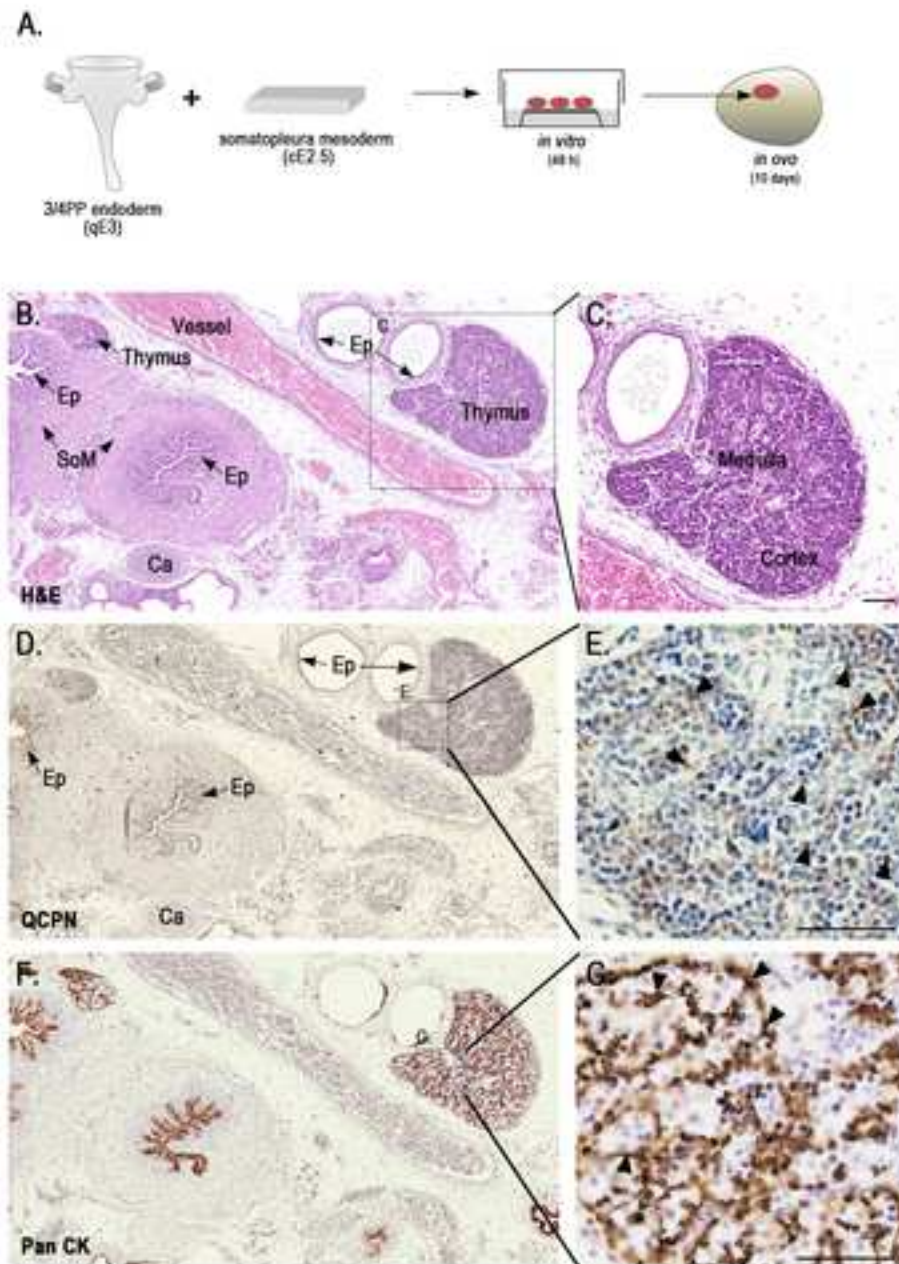 A.
+
somatopleura mesoderm
(cE2.5)
in vitro
(48 h)
in ovo
(10 days)
3/4PP endoderm
(qE3)
B.
Vessel
C
Ep
Thymus
Ep
Thymus
SoM
Ep
Ca
H&E
C.
Medulla
Cortex
D.
Ep
E
Ep
Ep
Ca
QCPN
E.
F.
G
Pan CK
G.